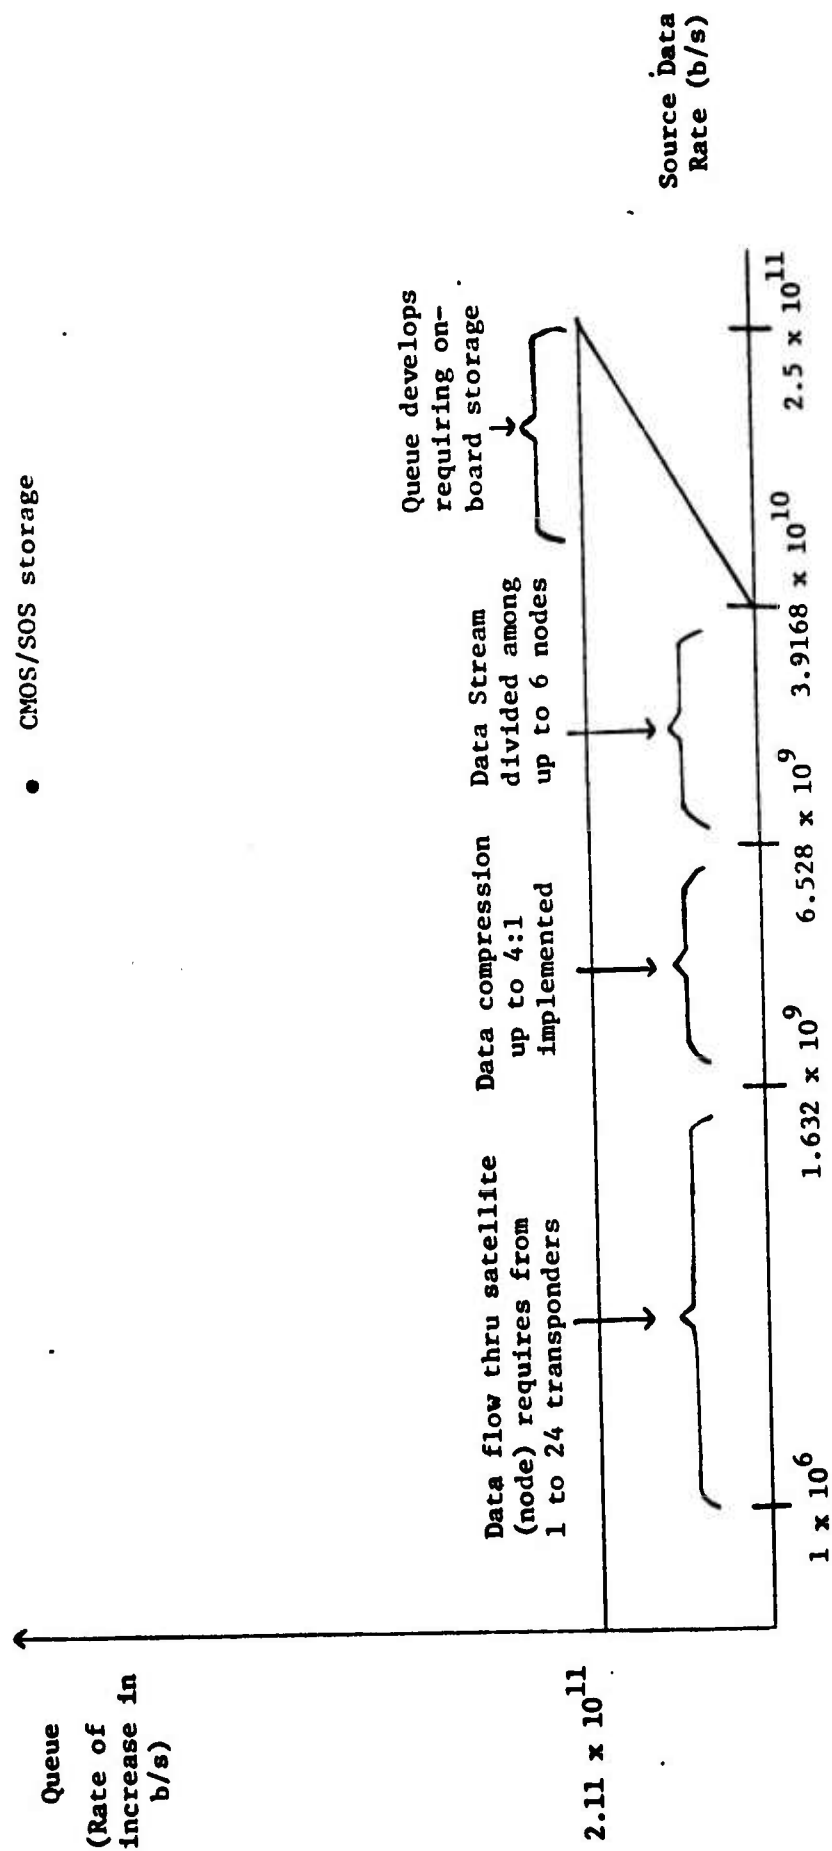 • CMOS/SOS storage
Queue
(Rate of
increase in
b/s)
2.11 x 10^11
Data flow thru satellite
(node) requires from
1 to 24 transponders
Data compression
up to 4:1
implemented
Data Stream
divided among
up to 6 nodes
Queue develops
requiring on-
board storage
1 x 10^6
1.632 x 10^9
6.528 x 10^9
3.9168 x 10^10
2.5 x 10^11
Source Data
Rate (b/s)